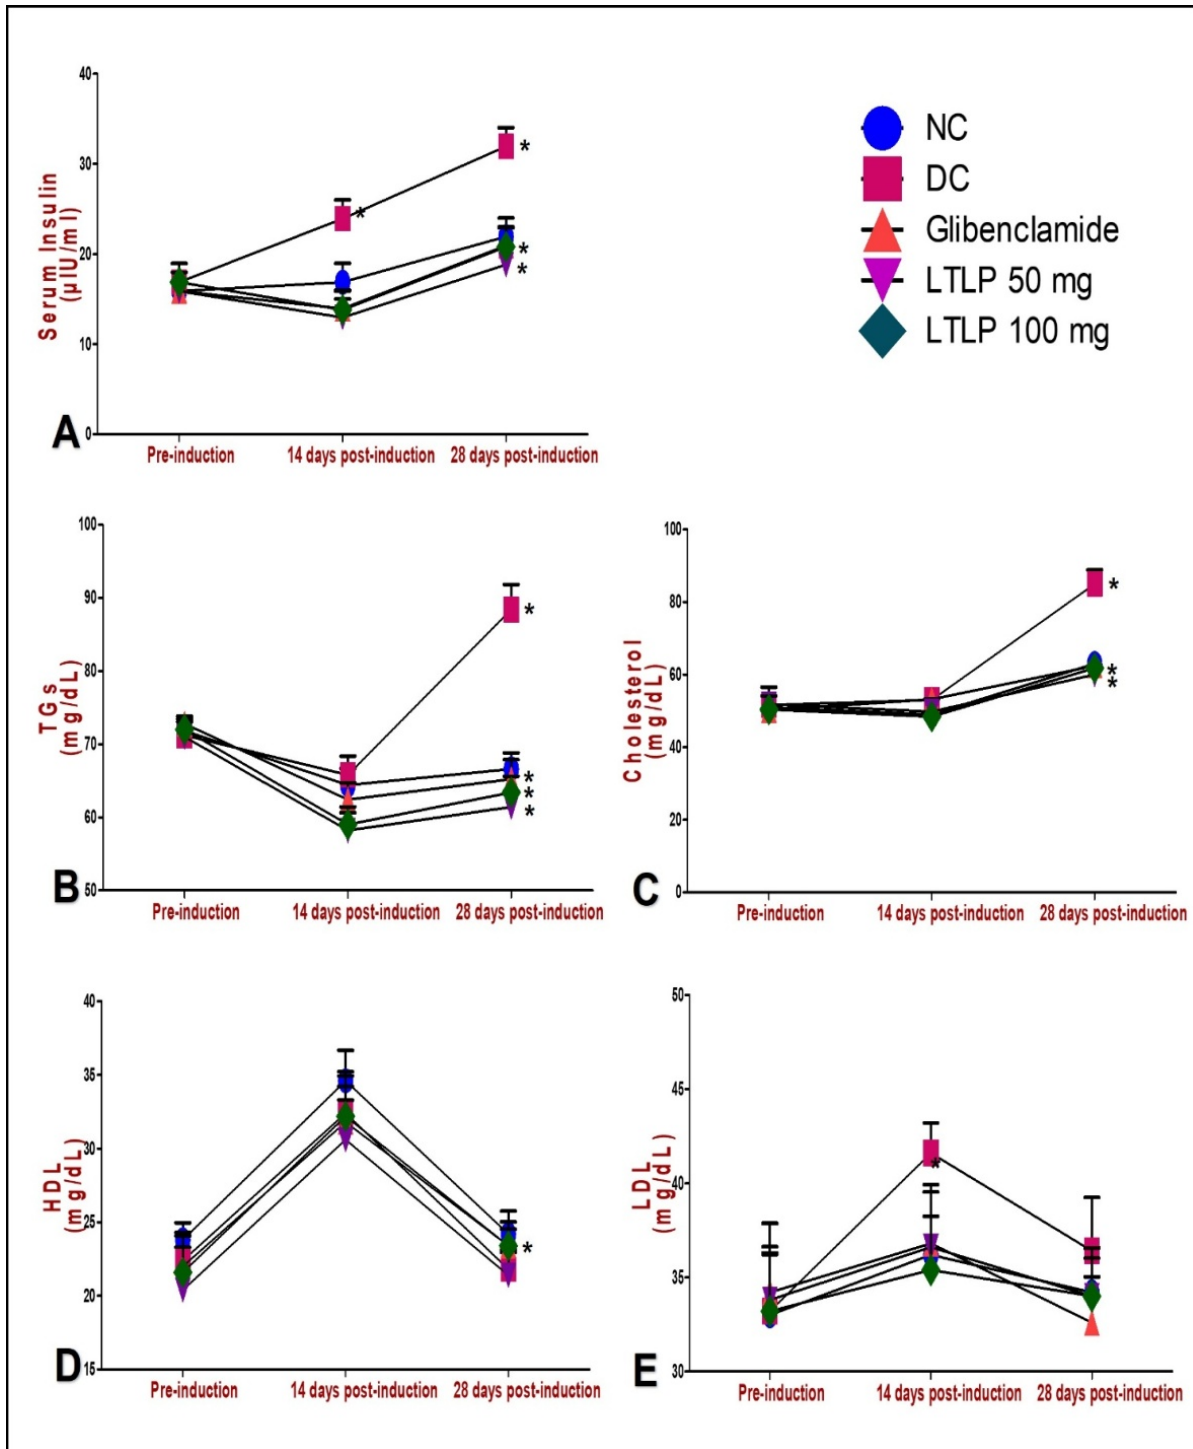 40
30
20
10
0
Serum Insulin
(µIU/ml)
*
*
*
*
A
Pre-induction
14 days post-induction
28 days post-induction
NC
DC
Glibenclamide
LTLP 50 mg
LTLP 100 mg
100
90
80
70
60
50
TGs
(mg/dL)
*
*
*
*
B
Pre-induction
14 days post-induction
28 days post-induction
100
80
60
40
20
0
Cholesterol
(mg/dL)
*
*
*
C
Pre-induction
14 days post-induction
28 days post-induction
40
35
30
25
20
15
HDL
(mg/dL)
*
D
Pre-induction
14 days post-induction
28 days post-induction
50
45
40
35
30
LDL
(mg/dL)
*
E
Pre-induction
14 days post-induction
28 days post-induction